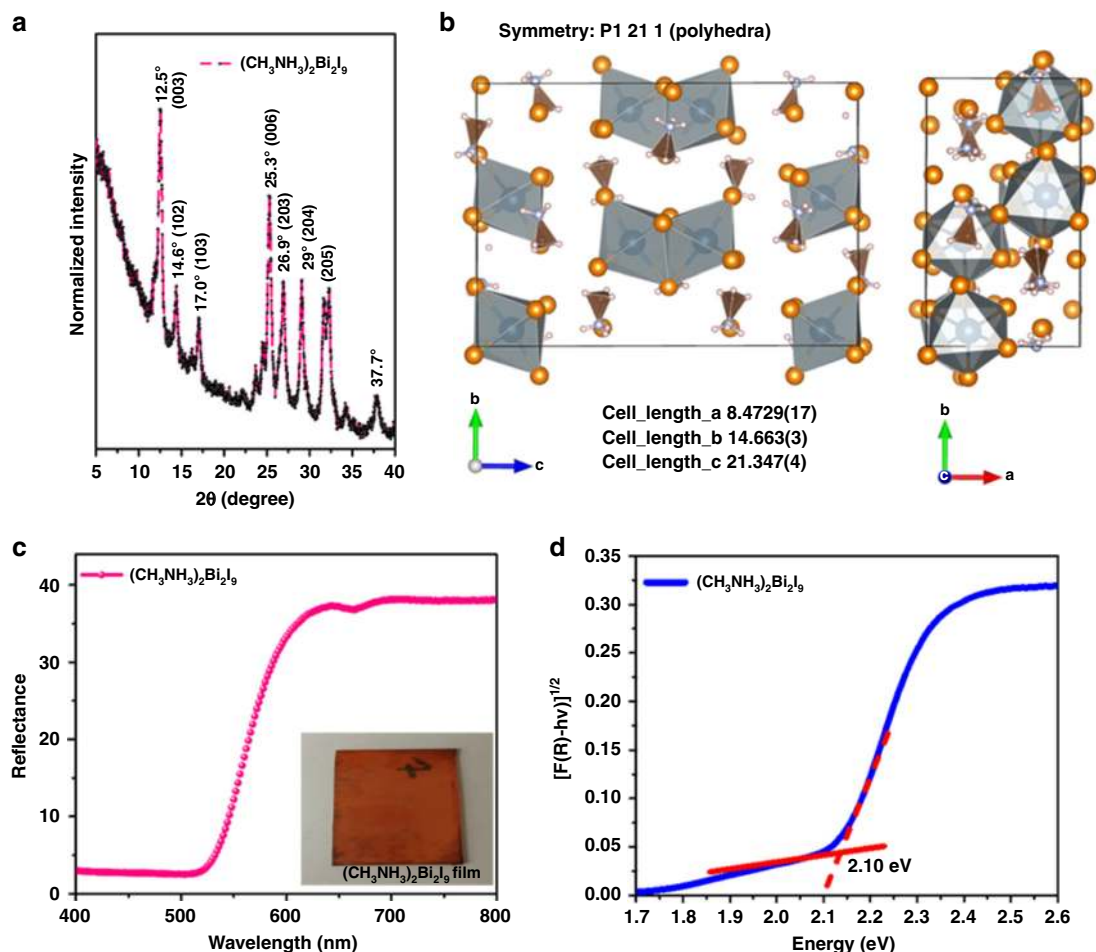 a
(CH₃NH₃)₂Bi₂I₉
12.5°
(003)
14.6° (102)
17.0° (103)
25.3° (006)
26.9° (203)
29° (204)
(205)
37.7°
Normalized intensity
5 10 15 20 25 30 35 40
2θ (degree)
b
Symmetry: P1 21 1 (polyhedra)
b
c
Cell_length_a 8.4729(17)
Cell_length_b 14.663(3)
Cell_length_c 21.347(4)
b
c
a
c
(CH₃NH₃)₂Bi₂I₉
40
30
20
10
0
Reflectance
(CH₃NH₃)₂Bi₂I₉ film
400 500 600 700 800
Wavelength (nm)
d
(CH₃NH₃)₂Bi₂I₉
0.35
0.30
0.25
0.20
0.15
0.10
0.05
0.00
[F(R)-hv)]^1/2
2.10 eV
1.7 1.8 1.9 2.0 2.1 2.2 2.3 2.4 2.5 2.6
Energy (eV)